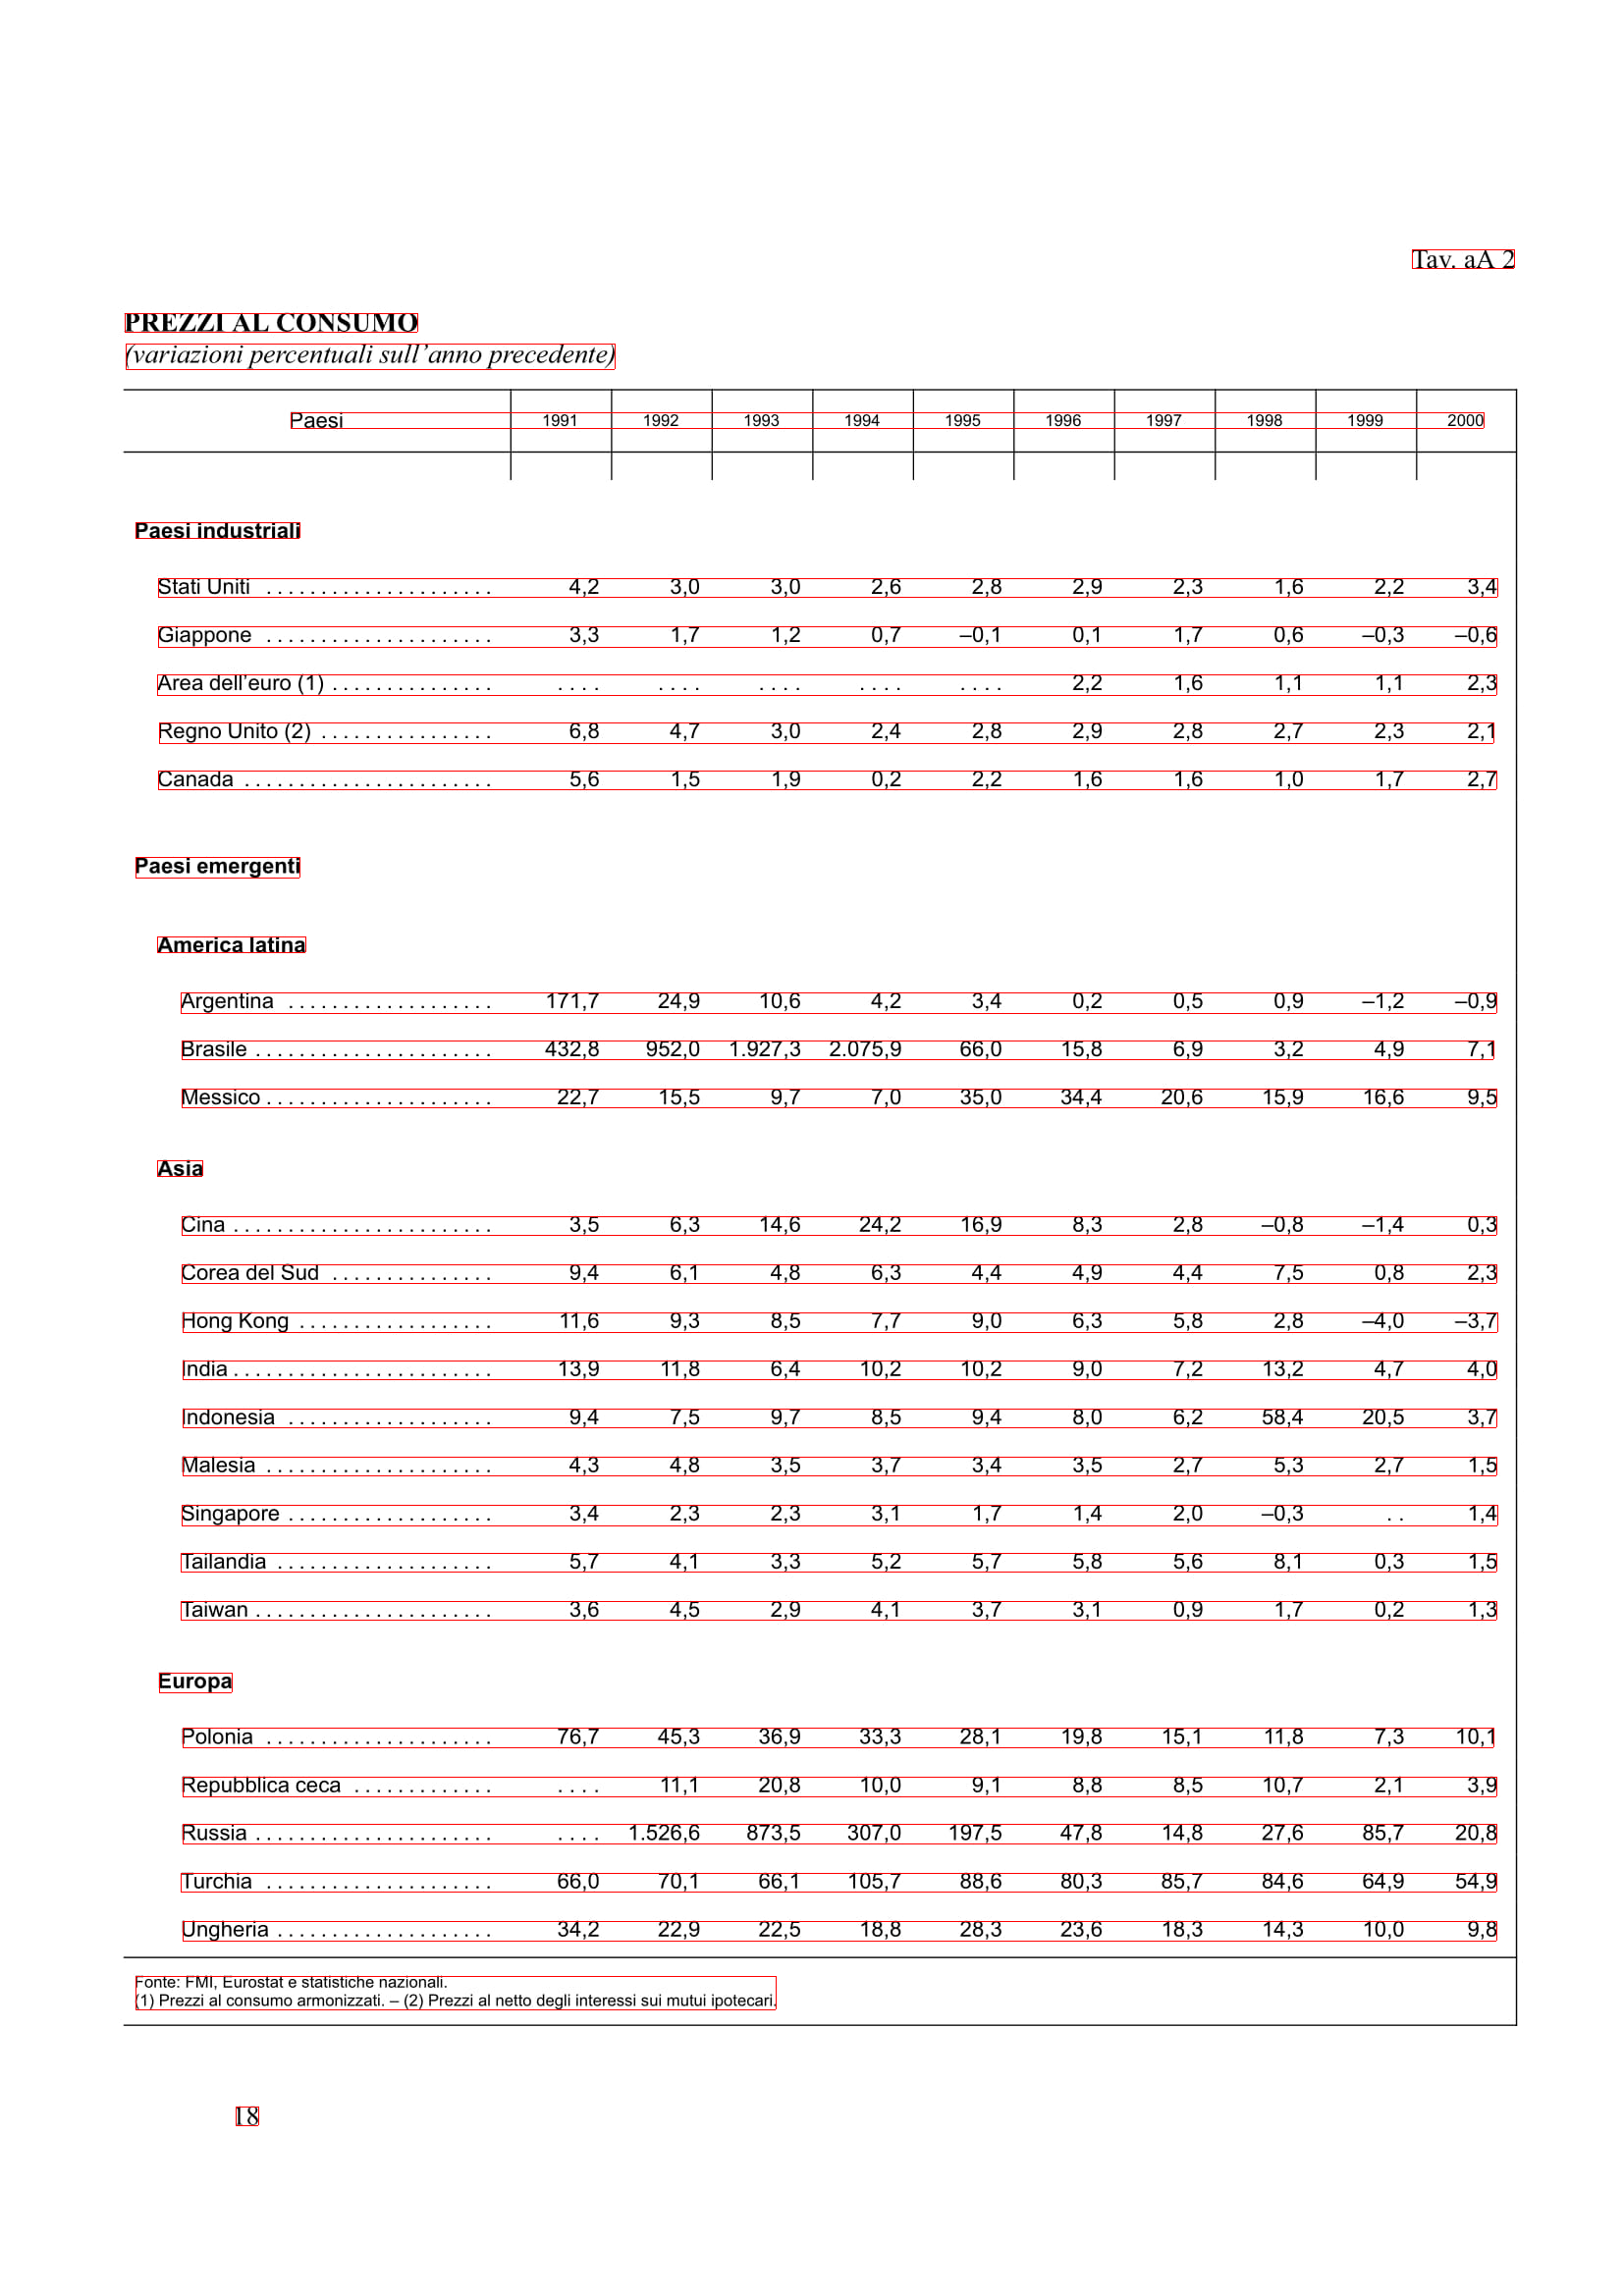 Tav. aA 2
PREZZI AL CONSUMO
(variazioni percentuali sull'anno precedente)
Paesi 1991 1992 1993 1994 1995 1996 1997 1998 1999 2000
Paesi industriali
Stati Uniti . . . . . . . . . . . . . . . . . . . . . 4,2 3,0 3,0 2,6 2,8 2,9 2,3 1,6 2,2 3,4
Giappone . . . . . . . . . . . . . . . . . . . . . 3,3 1,7 1,2 0,7 –0,1 0,1 1,7 0,6 –0,3 –0,6
Area dell'euro (1) . . . . . . . . . . . . . . . . . . . . . . . . . . . . . . . . . . . 2,2 1,6 1,1 1,1 2,3
Regno Unito (2) . . . . . . . . . . . . . . . . 6,8 4,7 3,0 2,4 2,8 2,9 2,8 2,7 2,3 2,1
Canada . . . . . . . . . . . . . . . . . . . . . . . 5,6 1,5 1,9 0,2 2,2 1,6 1,6 1,0 1,7 2,7
Paesi emergenti
America latina
Argentina . . . . . . . . . . . . . . . . . . . 171,7 24,9 10,6 4,2 3,4 0,2 0,5 0,9 –1,2 –0,9
Brasile . . . . . . . . . . . . . . . . . . . . . . 432,8 952,0 1.927,3 2.075,9 66,0 15,8 6,9 3,2 4,9 7,1
Messico . . . . . . . . . . . . . . . . . . . . . 22,7 15,5 9,7 7,0 35,0 34,4 20,6 15,9 16,6 9,5
Asia
Cina . . . . . . . . . . . . . . . . . . . . . . . . 3,5 6,3 14,6 24,2 16,9 8,3 2,8 –0,8 –1,4 0,3
Corea del Sud . . . . . . . . . . . . . . . 9,4 6,1 4,8 6,3 4,4 4,9 4,4 7,5 0,8 2,3
Hong Kong . . . . . . . . . . . . . . . . . . 11,6 9,3 8,5 7,7 9,0 6,3 5,8 2,8 –4,0 –3,7
India . . . . . . . . . . . . . . . . . . . . . . . . 13,9 11,8 6,4 10,2 10,2 9,0 7,2 13,2 4,7 4,0
Indonesia . . . . . . . . . . . . . . . . . . . 9,4 7,5 9,7 8,5 9,4 8,0 6,2 58,4 20,5 3,7
Malesia . . . . . . . . . . . . . . . . . . . . . 4,3 4,8 3,5 3,7 3,4 3,5 2,7 5,3 2,7 1,5
Singapore . . . . . . . . . . . . . . . . . . . 3,4 2,3 2,3 3,1 1,7 1,4 2,0 –0,3 . . 1,4
Tailandia . . . . . . . . . . . . . . . . . . . . 5,7 4,1 3,3 5,2 5,7 5,8 5,6 8,1 0,3 1,5
Taiwan . . . . . . . . . . . . . . . . . . . . . . 3,6 4,5 2,9 4,1 3,7 3,1 0,9 1,7 0,2 1,3
Europa
Polonia . . . . . . . . . . . . . . . . . . . . . 76,7 45,3 36,9 33,3 28,1 19,8 15,1 11,8 7,3 10,1
Repubblica ceca . . . . . . . . . . . . . . . . . 11,1 20,8 10,0 9,1 8,8 8,5 10,7 2,1 3,9
Russia . . . . . . . . . . . . . . . . . . . . . . . . . . 1.526,6 873,5 307,0 197,5 47,8 14,8 27,6 85,7 20,8
Turchia . . . . . . . . . . . . . . . . . . . . . 66,0 70,1 66,1 105,7 88,6 80,3 85,7 84,6 64,9 54,9
Ungheria . . . . . . . . . . . . . . . . . . . . 34,2 22,9 22,5 18,8 28,3 23,6 18,3 14,3 10,0 9,8
Fonte: FMI, Eurostat e statistiche nazionali.
(1) Prezzi al consumo armonizzati. – (2) Prezzi al netto degli interessi sui mutui ipotecari.
18